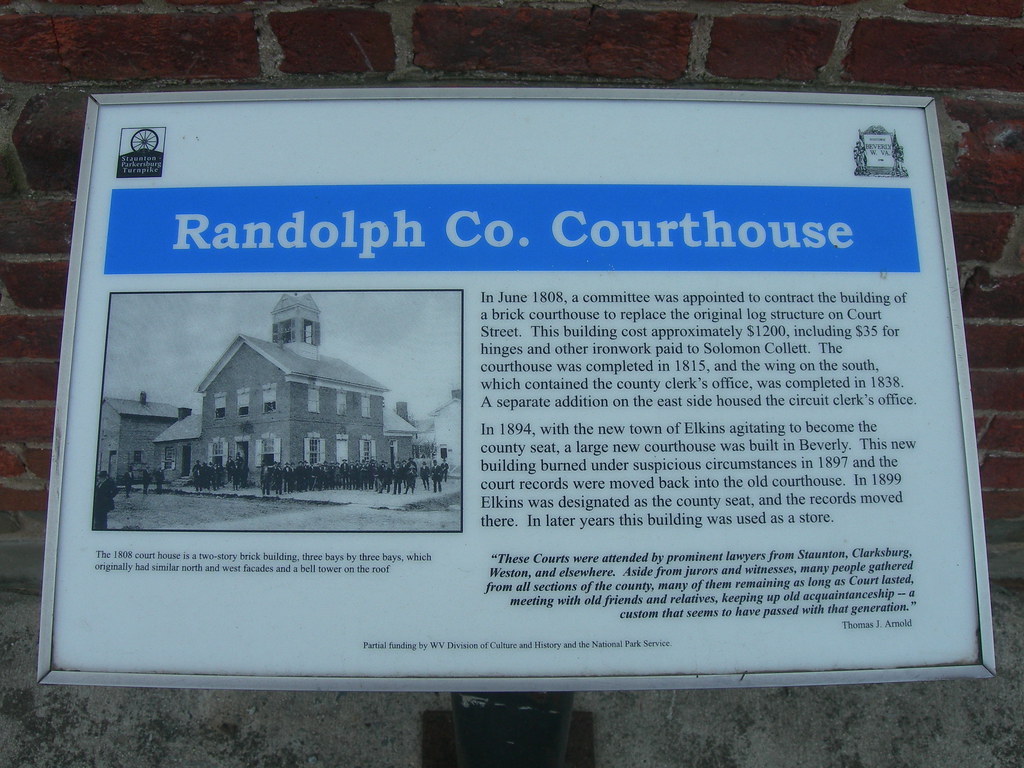 Staunton -
Parkersburg
Turnpike
BEVERLY
W. VA.
Randolph Co. Courthouse
In June 1808, a committee was appointed to contract the building of
a brick courthouse to replace the original log structure on Court
Street. This building cost approximately $1200, including $35 for
hinges and other ironwork paid to Solomon Collett. The
courthouse was completed in 1815, and the wing on the south,
which contained the county clerk's office, was completed in 1838.
A separate addition on the east side housed the circuit clerk's office.
In 1894, with the new town of Elkins agitating to become the
county seat, a large new courthouse was built in Beverly. This new
building burned under suspicious circumstances in 1897 and the
court records were moved back into the old courthouse. In 1899
Elkins was designated as the county seat, and the records moved
there. In later years this building was used as a store.
The 1808 court house is a two-story brick building, three bays by three bays, which
originally had similar north and west facades and a bell tower on the roof
"These Courts were attended by prominent lawyers from Staunton, Clarksburg,
Weston, and elsewhere. Aside from jurors and witnesses, many people gathered
from all sections of the county, many of them remaining as long as Court lasted,
meeting with old friends and relatives, keeping up old acquaintanceship -- a
custom that seems to have passed with that generation."
Thomas J. Arnold
Partial funding by WV Division of Culture and History and the National Park Service.